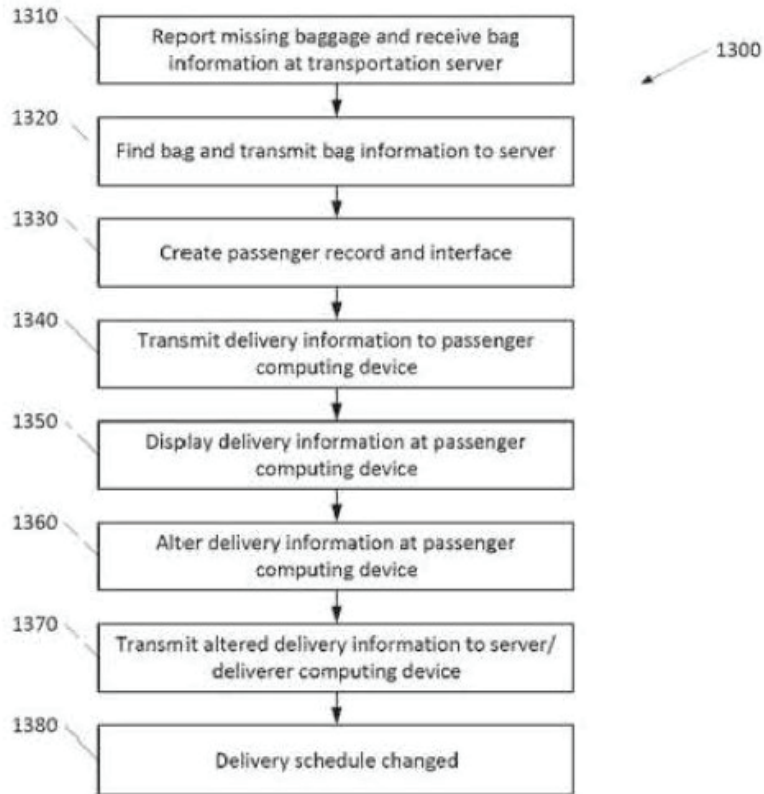 1310
Report missing baggage and receive bag
information at transportation server
1300
1320
Find bag and transmit bag information to server
1330
Create passenger record and interface
1340
Transmit delivery information to passenger
computing device
1350
Display delivery information at passenger
computing device
1360
Alter delivery information at passenger
computing device
1370
Transmit altered delivery information to server/
deliverer computing device
1380
Delivery schedule changed